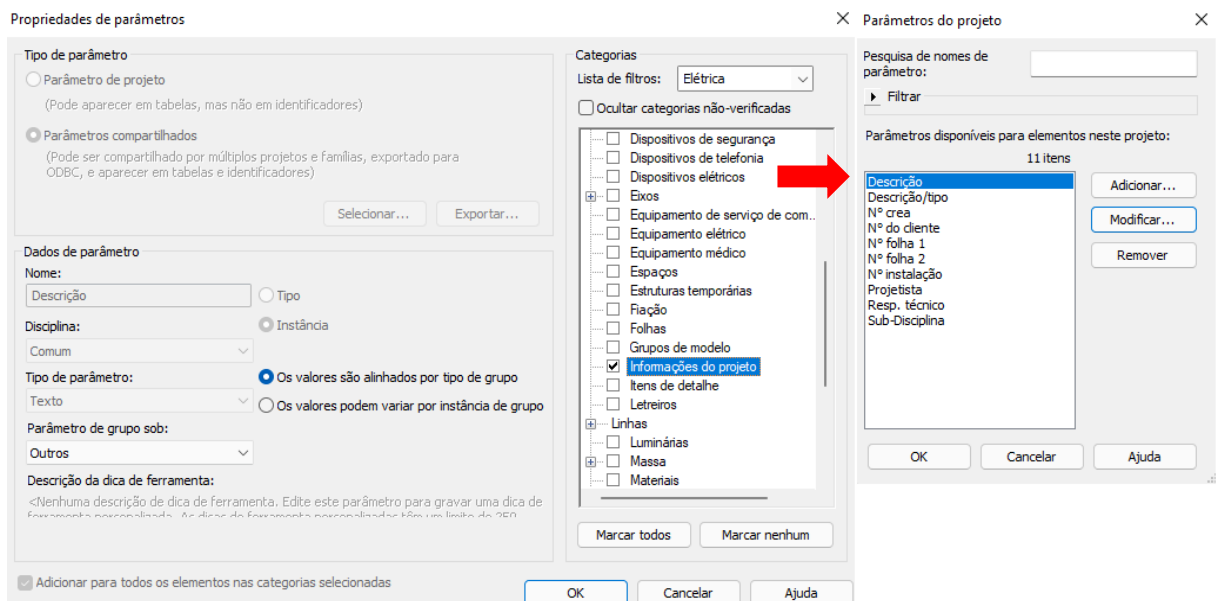 Propriedades de parâmetros
Tipo de parâmetro
Parâmetro de projeto
(Pode aparecer em tabelas, mas não em identificadores)
Parâmetros compartilhados
(Pode ser compartilhado por múltiplos projetos e famílias, exportado para
ODBC, e aparecer em tabelas e identificadores)
Selecionar...
Exportar...
Dados de parâmetro
Nome:
Descrição
Tipo
Disciplina:
Instância
Comum
Tipo de parâmetro:
Os valores são alinhados por tipo de grupo
Texto
Os valores podem variar por instância de grupo
Parâmetro de grupo sob:
Outros
Descrição da dica de ferramenta:
<Nenhuma descrição de dica de ferramenta. Edite este parâmetro para gravar uma dica de
Adicionar para todos os elementos nas categorias selecionadas
Categorias
Lista de filtros:
Elétrica
Ocultar categorias não-verificadas
Dispositivos de segurança
Dispositivos de telefonia
Dispositivos elétricos
Eixos
Equipamento de serviço de com..
Equipamento elétrico
Equipamento médico
Espaços
Estruturas temporárias
Fiação
Folhas
Grupos de modelo
Informações do projeto
Itens de detalhe
Letreiros
Linhas
Luminárias
Massa
Materiais
Marcar todos
Marcar nenhum
OK
Cancelar
Ajuda
Parâmetros do projeto
Pesquisa de nomes de
parâmetro:
Filtrar
Parâmetros disponíveis para elementos neste projeto:
11 itens
Descrição
Descrição/tipo
Nº crea
Nº do cliente
Nº folha 1
Nº folha 2
Nº instalação
Projetista
Resp. técnico
Sub-Disciplina
Adicionar...
Modificar...
Remover
OK
Cancelar
Ajuda